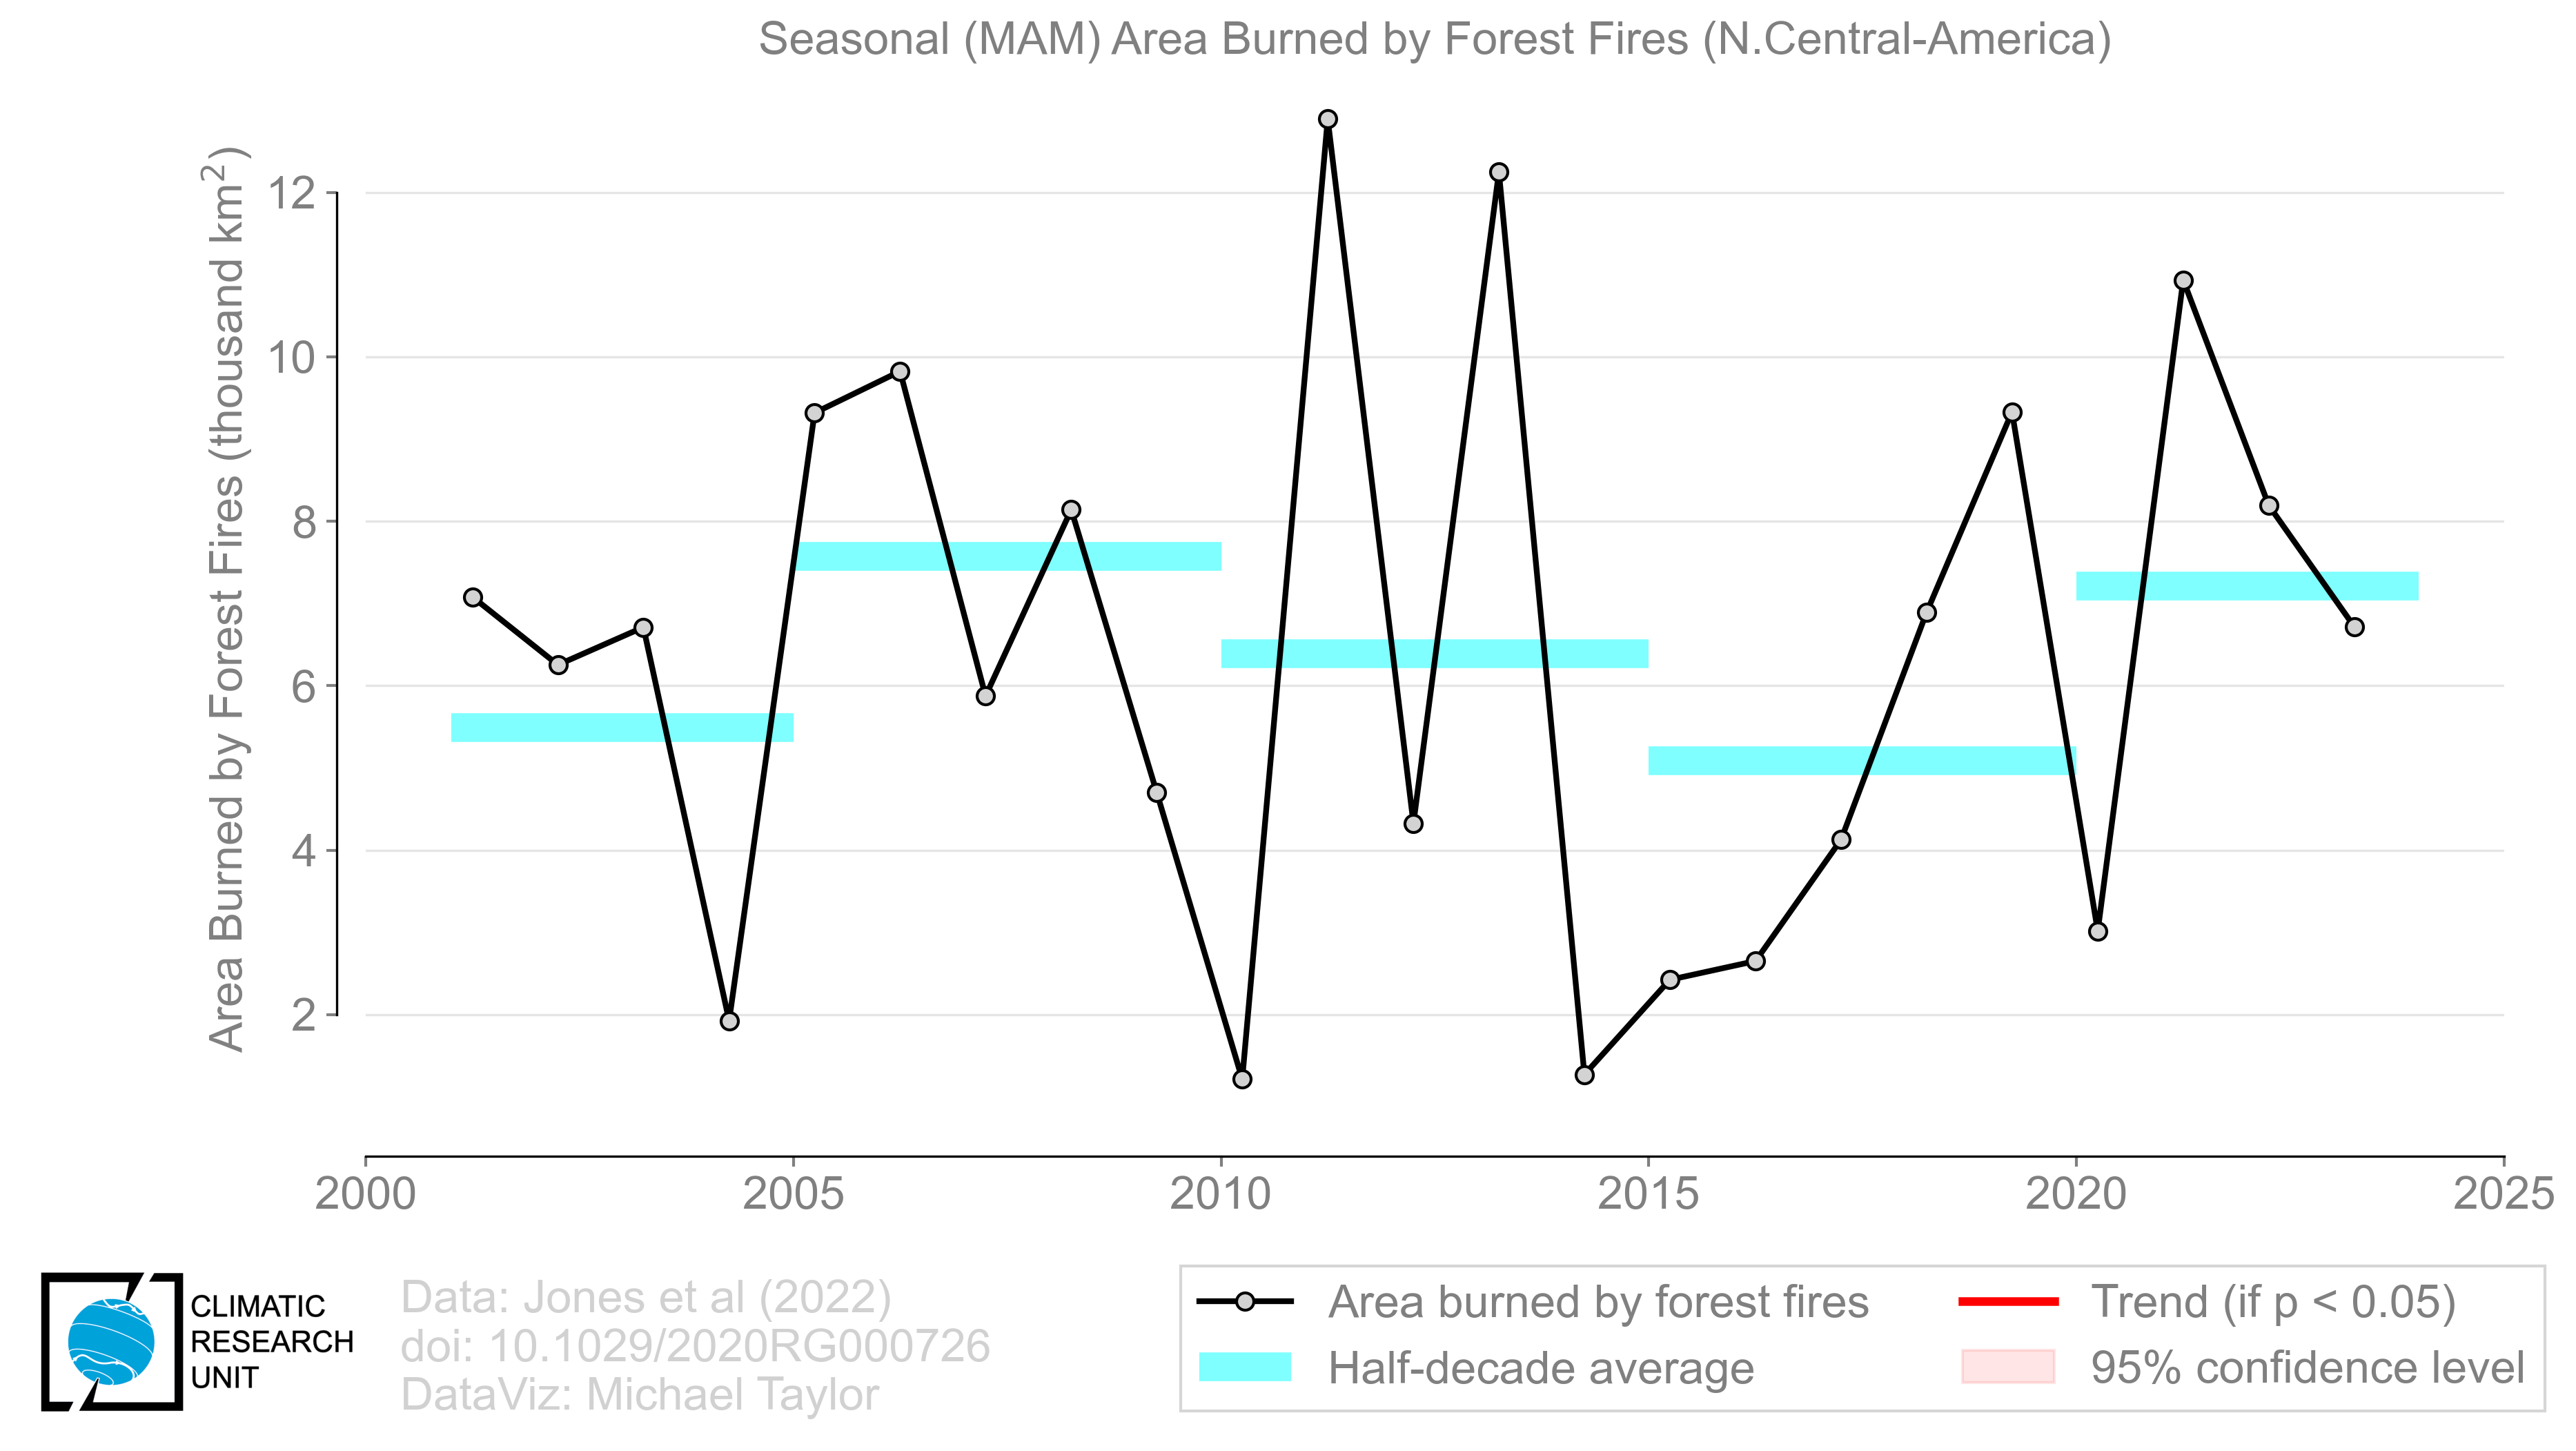 Seasonal (MAM) Area Burned by Forest Fires (N.Central-America)
Area Burned by Forest Fires (thousand km²)
12
10
8
6
4
2
2000 2005 2010 2015 2020 2025
CLIMATIC
RESEARCH
UNIT
Data: Jones et al (2022)
doi: 10.1029/2020RG000726
DataViz: Michael Taylor
Area burned by forest fires
Half-decade average
Trend (if p < 0.05)
95% confidence level